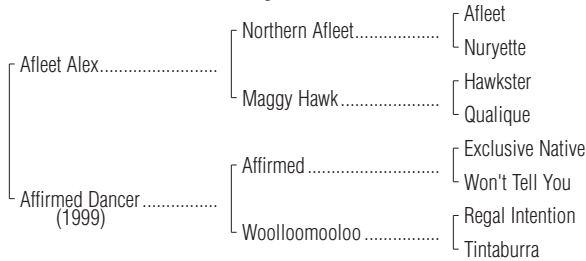 Afleet
Northern Afleet..................
Nuryette
Afleet Alex.........................
Hawkster
Maggy Hawk.....................
Qualique
Exclusive Native
Affirmed............................
Won't Tell You
Affirmed Dancer................
(1999)
Regal Intention
Woolloomooloo................
Tintaburra